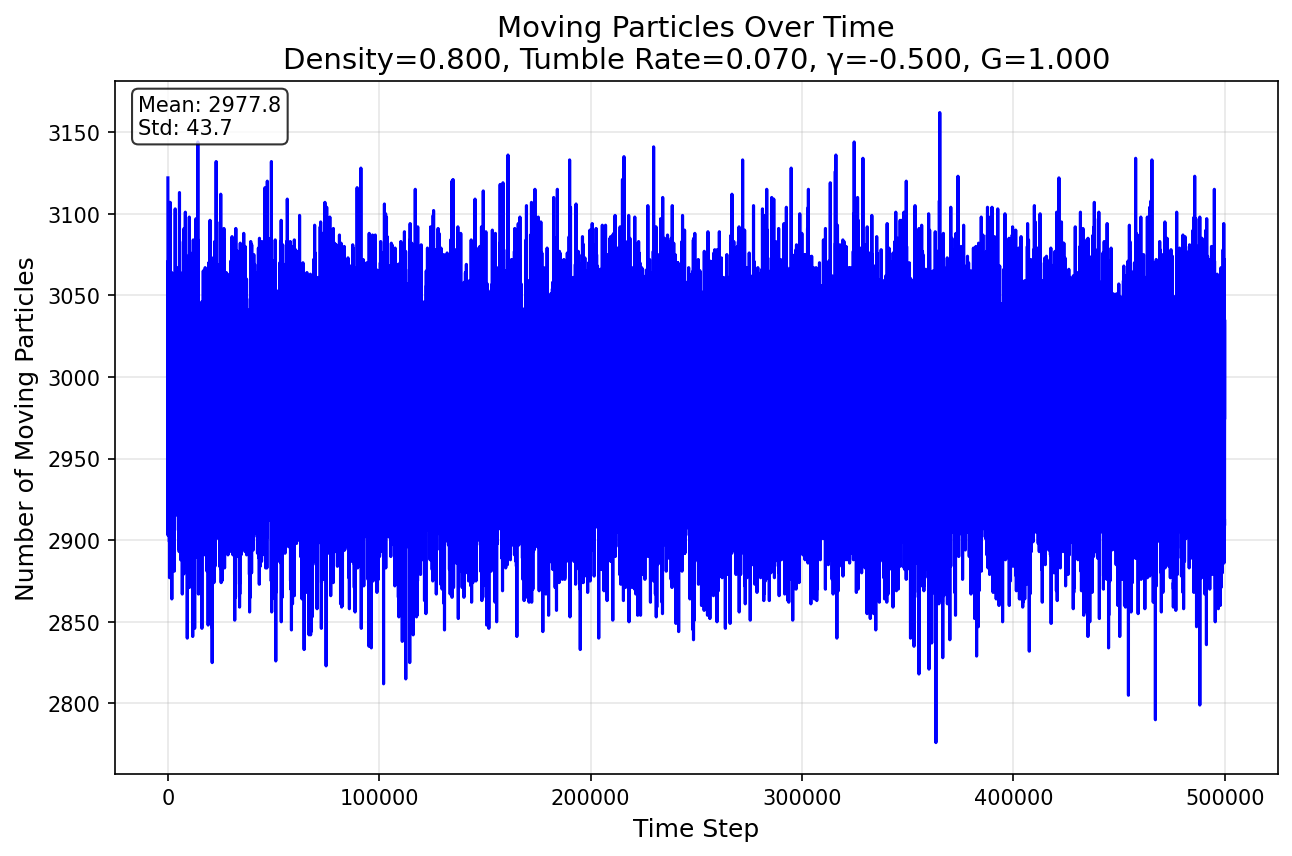 Moving Particles Over Time
Density=0.800, Tumble Rate=0.070, γ=-0.500, G=1.000
Mean: 2977.8
Std: 43.7
Number of Moving Particles
3150
3100
3050
3000
2950
2900
2850
2800
0 100000 200000 300000 400000 500000
Time Step